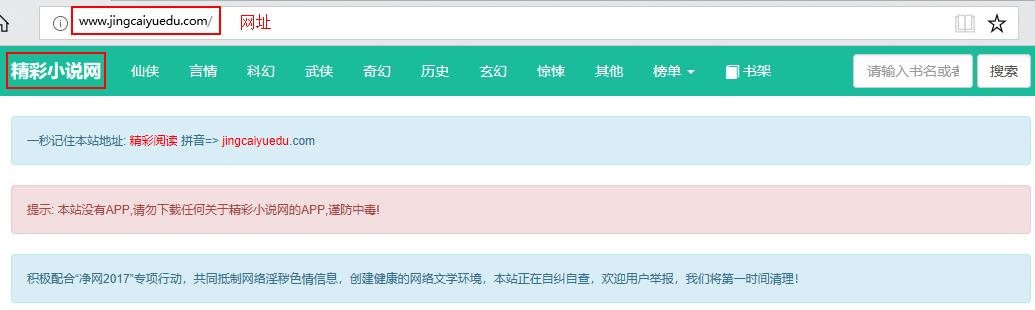 www.jingcaiyuedu.com/ 网址
精彩小说网 仙侠 言情 科幻 武侠 奇幻 历史 玄幻 惊悚 其他 榜单 书架 请输入书名或者 搜索
一秒记住本站地址: 精彩阅读 拼音=> jingcaiyuedu.com
提示: 本站没有APP,请勿下载任何关于精彩小说网的APP,谨防中毒!
积极配合“净网2017”专项行动，共同抵制网络淫秽色情信息，创建健康的网络文学环境，本站正在自纠自查，欢迎用户举报，我们将第一时间清理！